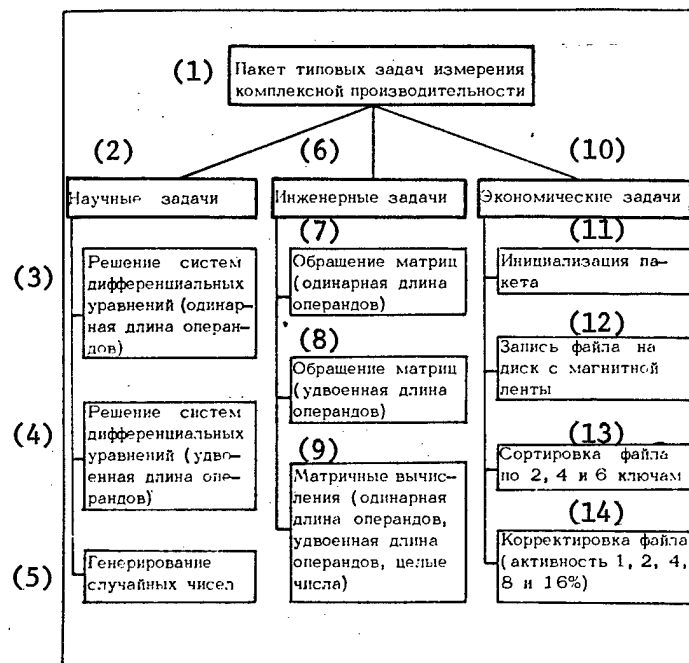 (1)
Пакет типовых задач измерения
комплексной производительности
(2)
Научные задачи
(3)
Решение систем
дифференциальных
уравнений (одинар-
ная длина операн-
дов)
(4)
Решение систем
дифференциальных
уравнений (удво-
енная длина опе-
рандов)
(5)
Генерирование
случайных чисел
(6)
Инженерные задачи
(7)
Обращение матриц
(одинарная длина
операндов)
(8)
Обращение матриц
(удвоенная длина
операндов)
(9)
Матричные вычис-
ления (одинарная
длина операндов,
удвоенная длина
операндов, целые
числа)
(10)
Экономические задачи
(11)
Инициализация па-
кета
(12)
Запись файла на
диск с магнитной
ленты
(13)
Сортировка файла
по 2, 4 и 6 ключам
(14)
Корректировка файла
(активность 1, 2, 4,
8 и 16%)